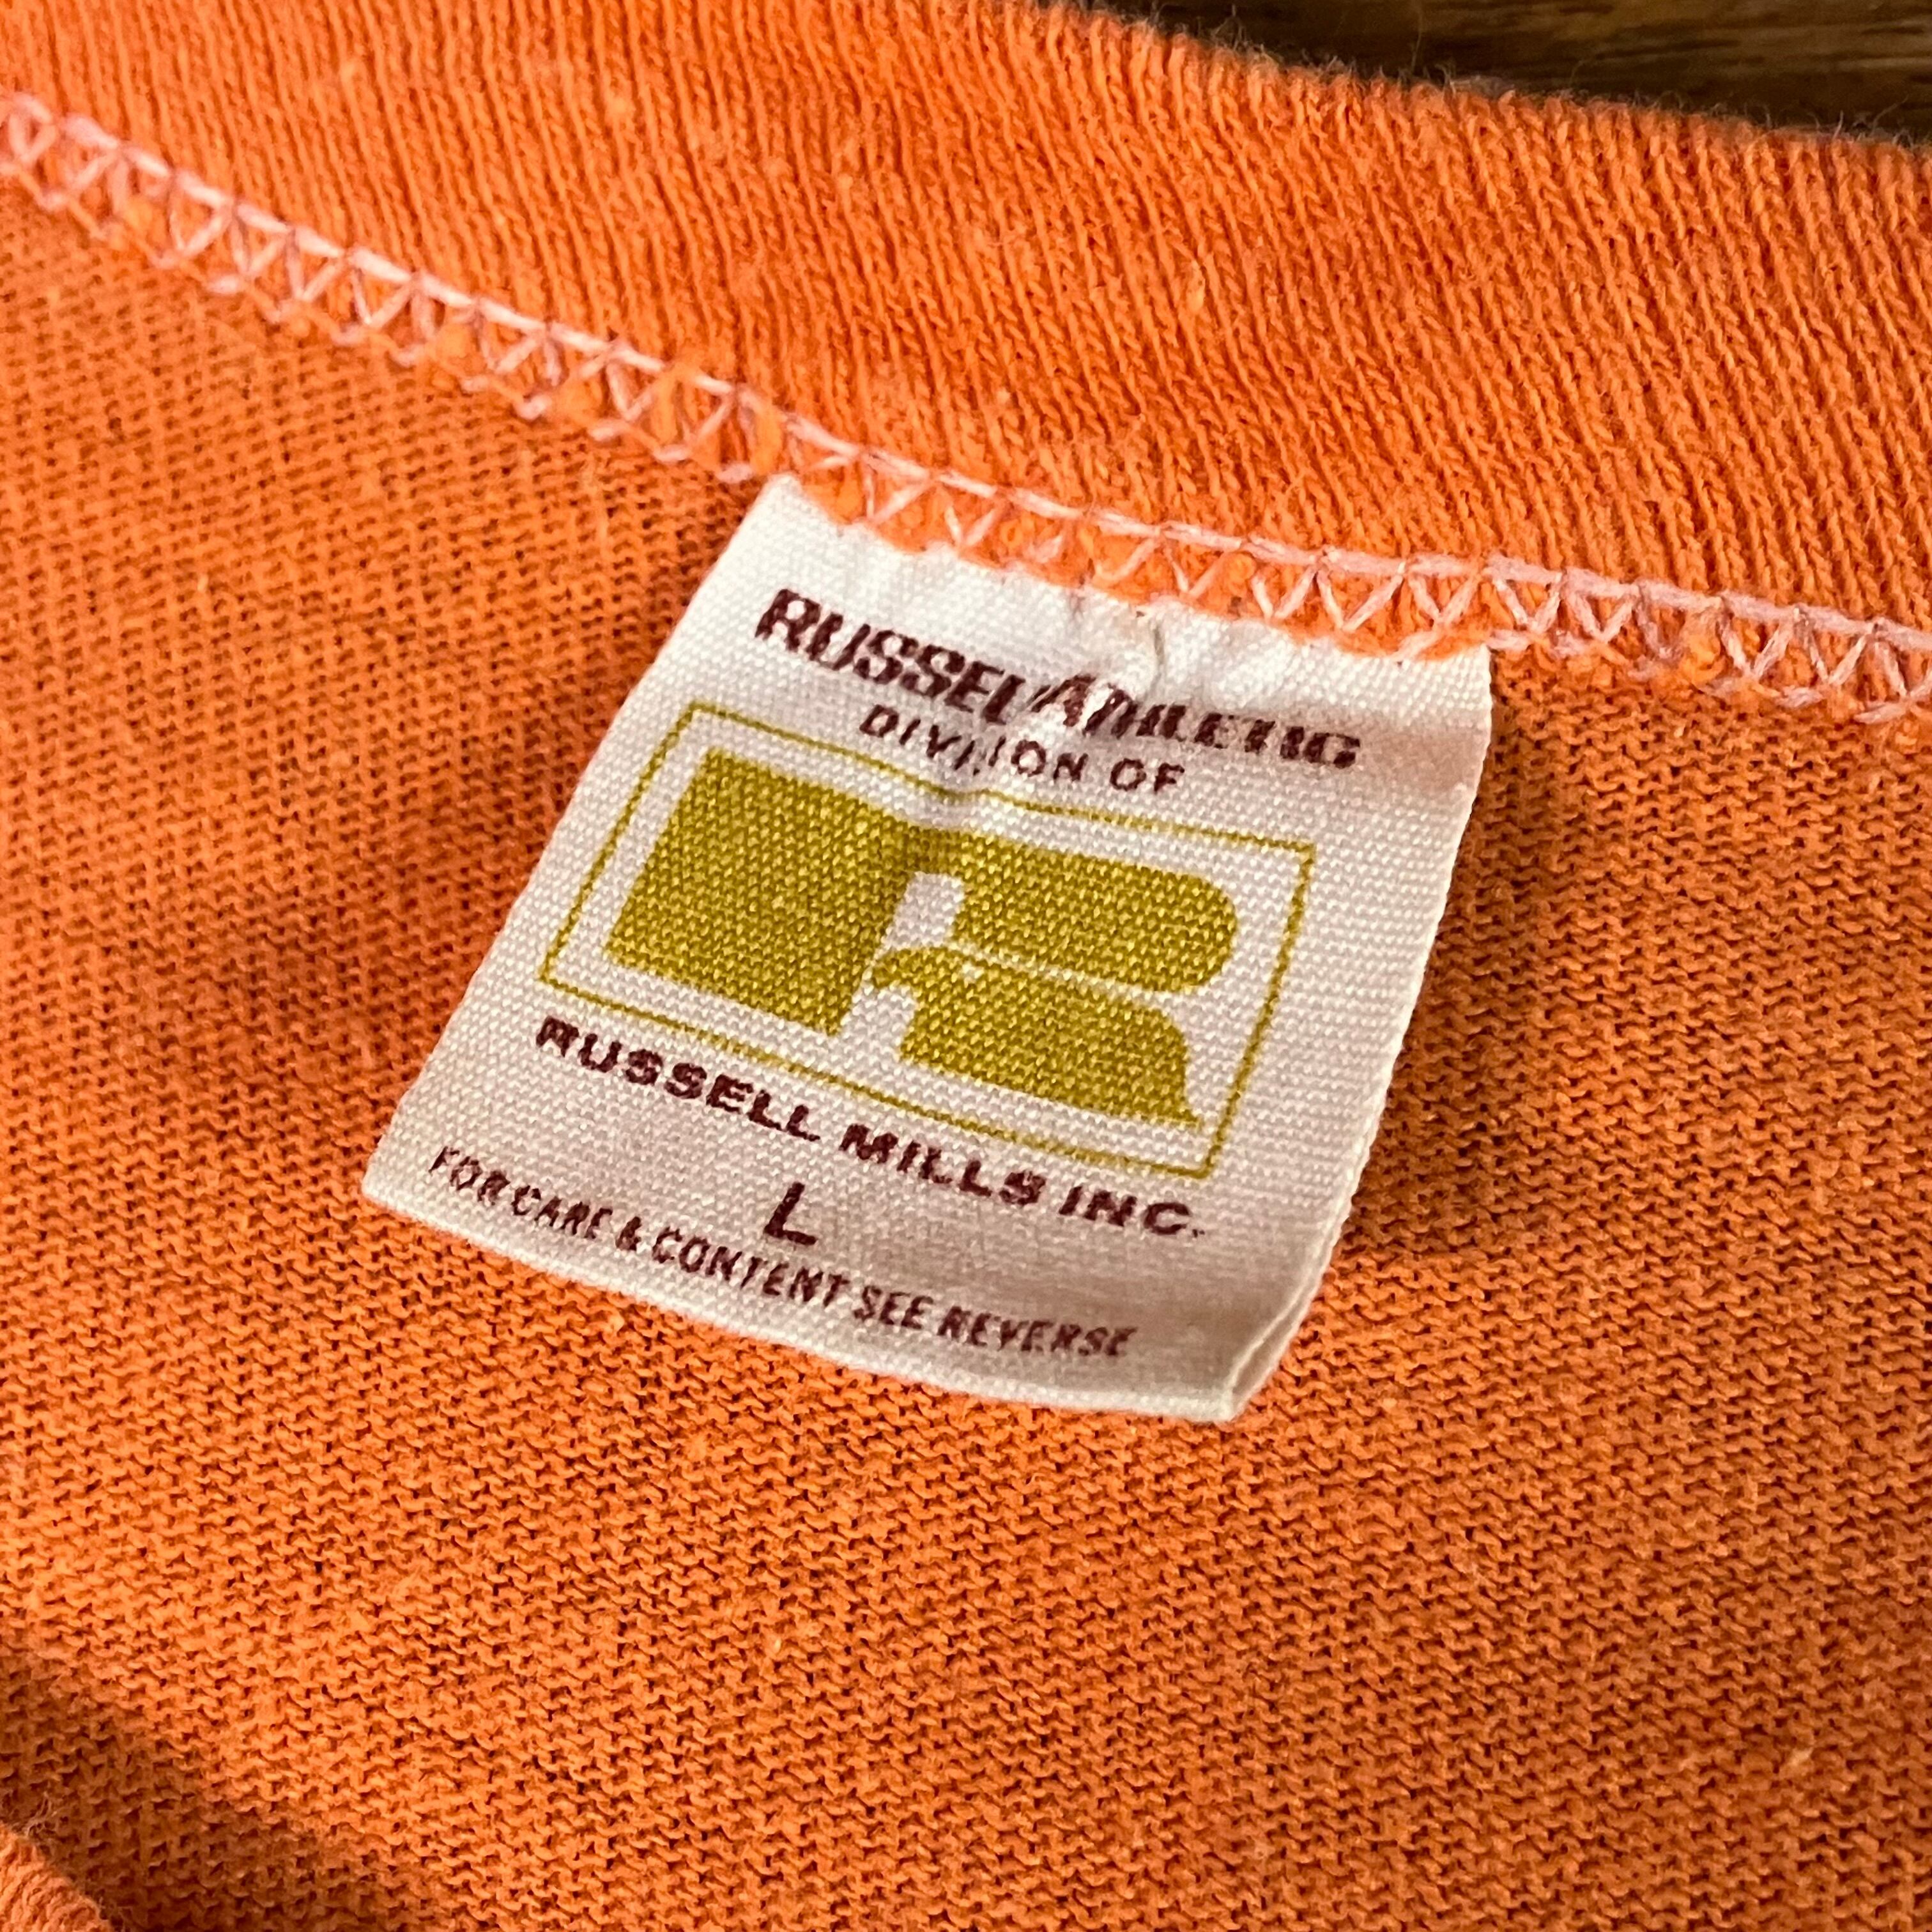 RUSSELL ATHLETIC
DIVISION OF
R
RUSSELL MILLS INC.
L
FOR CARE & CONTENT SEE REVERSE